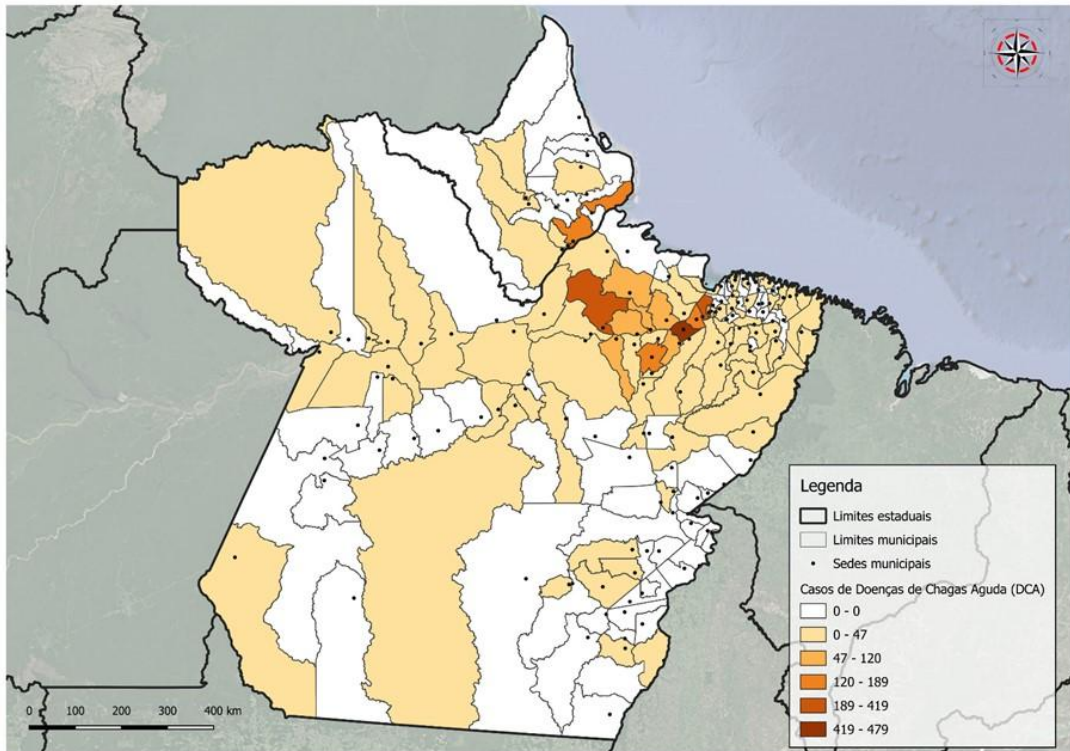 Legenda
Limites estaduais
Limites municipais
Sedes municipais
Casos de Doenças de Chagas Aguda (DCA)
0 - 0
0 - 47
47 - 120
120 - 189
189 - 419
419 - 479
0 100 200 300 400 km